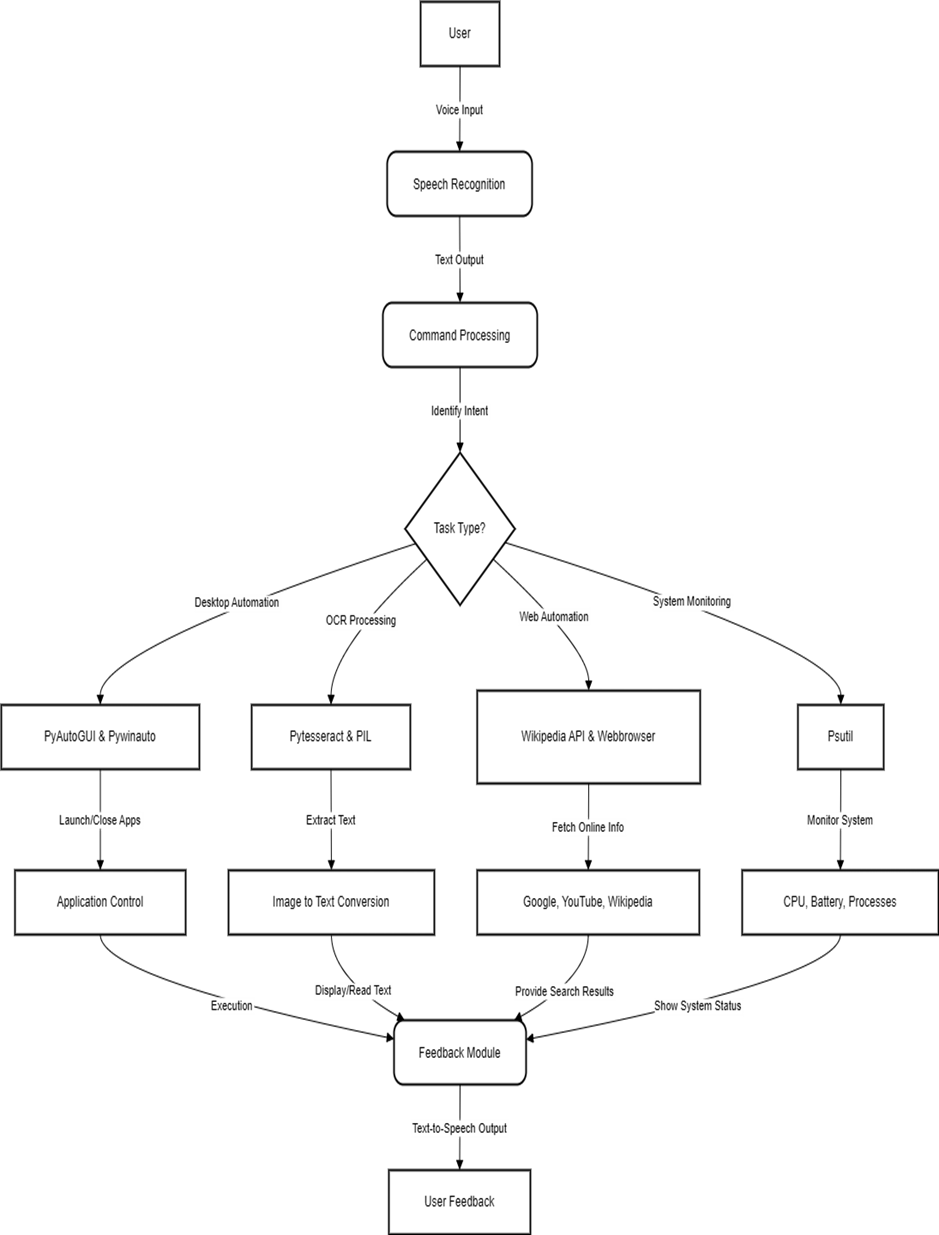 User
Voice Input
Speech Recognition
Text Output
Command Processing
Identify Intent
Task Type?
Desktop Automation
OCR Processing
Web Automation
System Monitoring
PyAutoGUI & Pywinauto
Pytesseract & PIL
Wikipedia API & Webbrowser
Psutil
Launch/Close Apps
Extract Text
Fetch Online Info
Monitor System
Application Control
Image to Text Conversion
Google, YouTube, Wikipedia
CPU, Battery, Processes
Execution
Display/Read Text
Provide Search Results
Show System Status
Feedback Module
Text-to-Speech Output
User Feedback